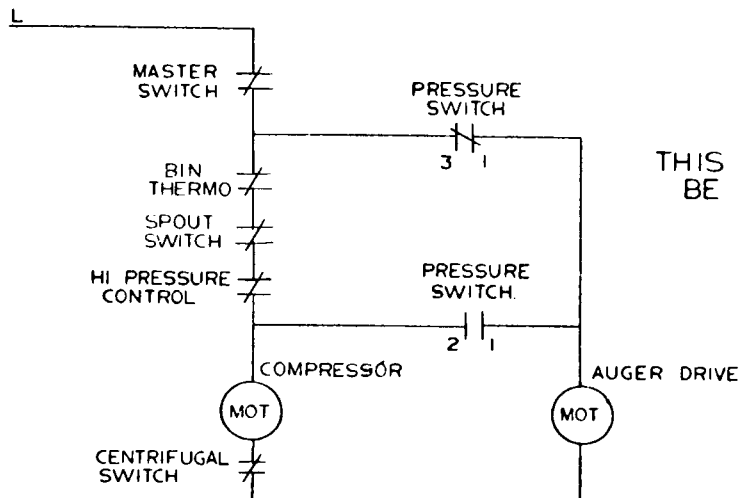 L
MASTER
SWITCH
PRESSURE
SWITCH
3 1
THIS
BE
BIN
THERMO
SPOUT
SWITCH
HI PRESSURE
CONTROL
PRESSURE
SWITCH.
2 1
COMPRESSOR
AUGER DRIVE
MOT
MOT
CENTRIFUGAL
SWITCH